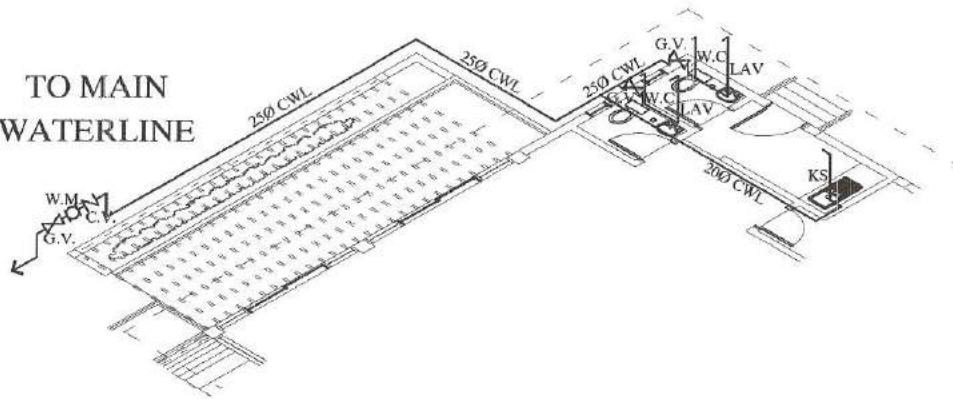 TO MAIN
WATERLINE
W.M.
C.V.
G.V.
25Ø CWL
25Ø CWL
25Ø CWL
G.V.
W.C
LAV
G.V.
W.C
LAV
20Ø CWL
KS